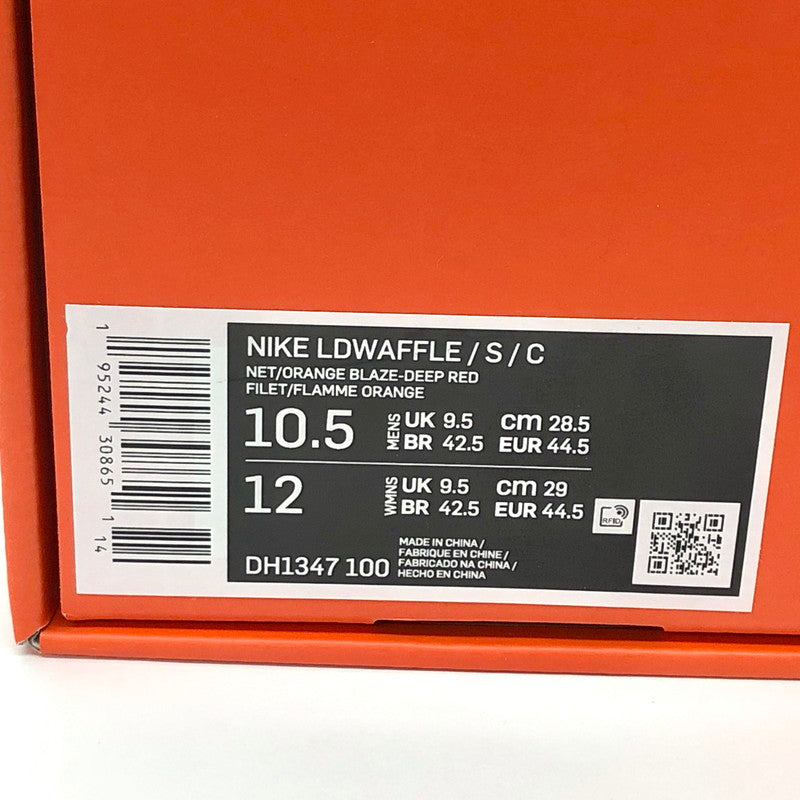 1 95244 30865 1 14
NIKE LDWAFFLE / S / C
NET/ORANGE BLAZE-DEEP RED
FILET/FLAMME ORANGE
10.5 MENS UK 9.5 cm 28.5
BR 42.5 EUR 44.5
12 WMNS UK 9.5 cm 29
BR 42.5 EUR 44.5
RFID
DH1347 100
MADE IN CHINA /
FABRIQUE EN CHINE /
FABRICADO NA CHINA /
HECHO EN CHINA